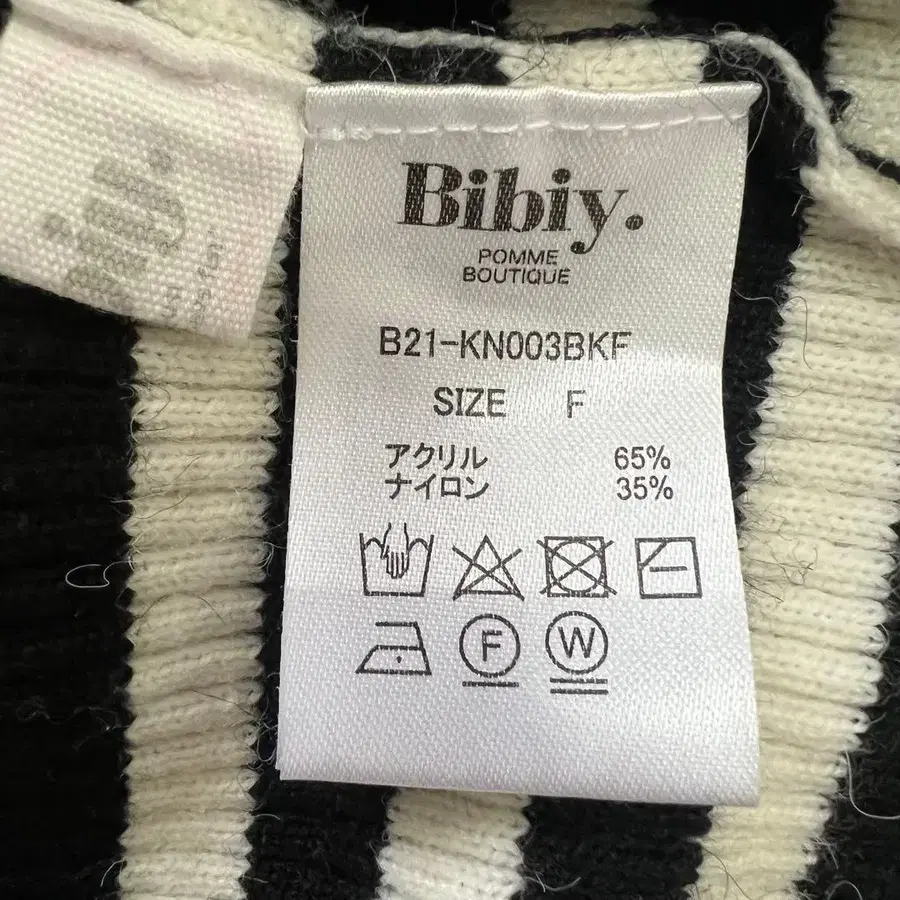 Bibiy.
POMME
BOUTIQUE
B21-KN003BKF
SIZE F
アクリル 65%
ナイロン 35%
F
W